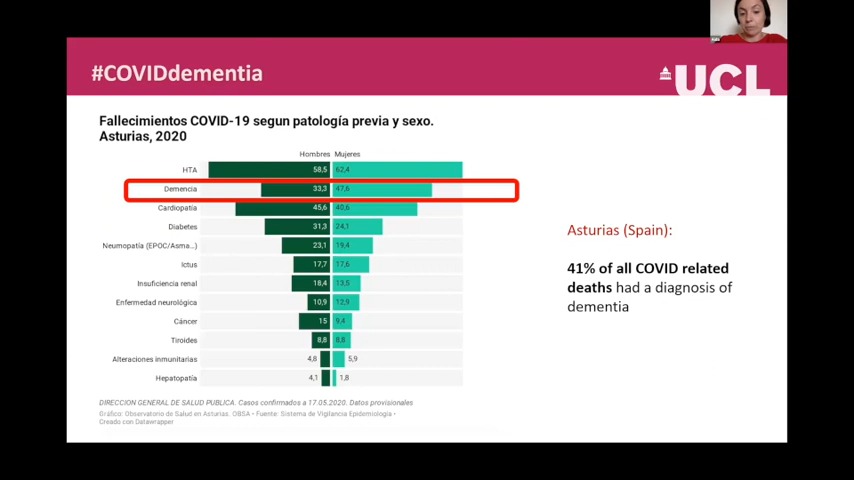 #COVIDdementia
UCL
Fallecimientos COVID-19 segun patología previa y sexo.
Asturias, 2020
Hombres Mujeres
HTA 58,5 62,4
Demencia 33,3 47,6
Cardiopatía 45,6 40,6
Diabetes 31,3 24,1
Neumopatía (EPOC/Asma...) 23,1 19,4
Ictus 17,7 17,6
Insuficiencia renal 18,4 13,5
Enfermedad neurológica 10,9 12,9
Cáncer 15 9,4
Tiroides 8,8 8,8
Alteraciones inmunitarias 4,8 5,9
Hepatopatía 4,1 1,8
DIRECCION GENERAL DE SALUD PUBLICA. Casos confirmados a 17.05.2020. Datos provisionales
Gráfico: Observatorio de Salud en Asturias. OBSA • Fuente: Sistema de Vigilancia Epidemiologia •
Creado con Datawrapper
Asturias (Spain):
41% of all COVID related
deaths had a diagnosis of
dementia